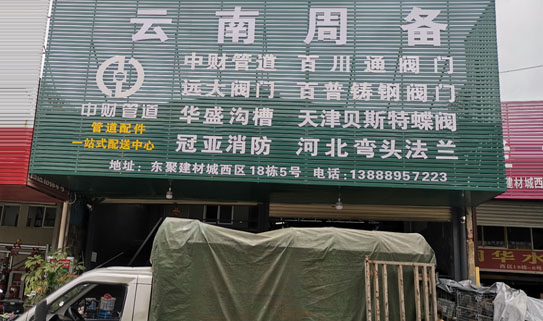 云南周备
中财管道 百川通阀门
远大阀门 百普铸钢阀门
中财管道
华盛沟槽 天津贝斯特蝶阀
管道配件
一站式配送中心
冠亚消防 河北弯头法兰
地址：东聚建材城西区18栋5号 电话：13888957223
建材城西区
华水